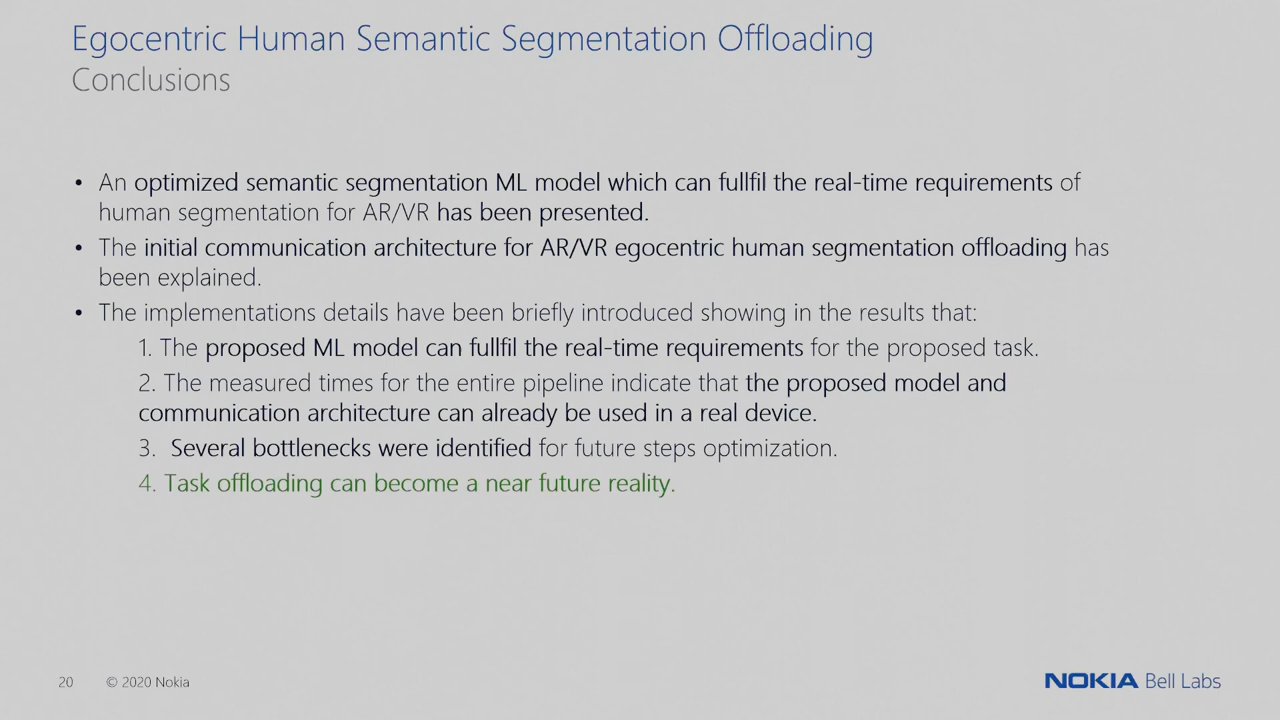 Egocentric Human Semantic Segmentation Offloading
Conclusions
• An optimized semantic segmentation ML model which can fullfil the real-time requirements of
human segmentation for AR/VR has been presented.
• The initial communication architecture for AR/VR egocentric human segmentation offloading has
been explained.
• The implementations details have been briefly introduced showing in the results that:
1. The proposed ML model can fullfil the real-time requirements for the proposed task.
2. The measured times for the entire pipeline indicate that the proposed model and
communication architecture can already be used in a real device.
3. Several bottlenecks were identified for future steps optimization.
4. Task offloading can become a near future reality.
20 © 2020 Nokia
NOKIA Bell Labs